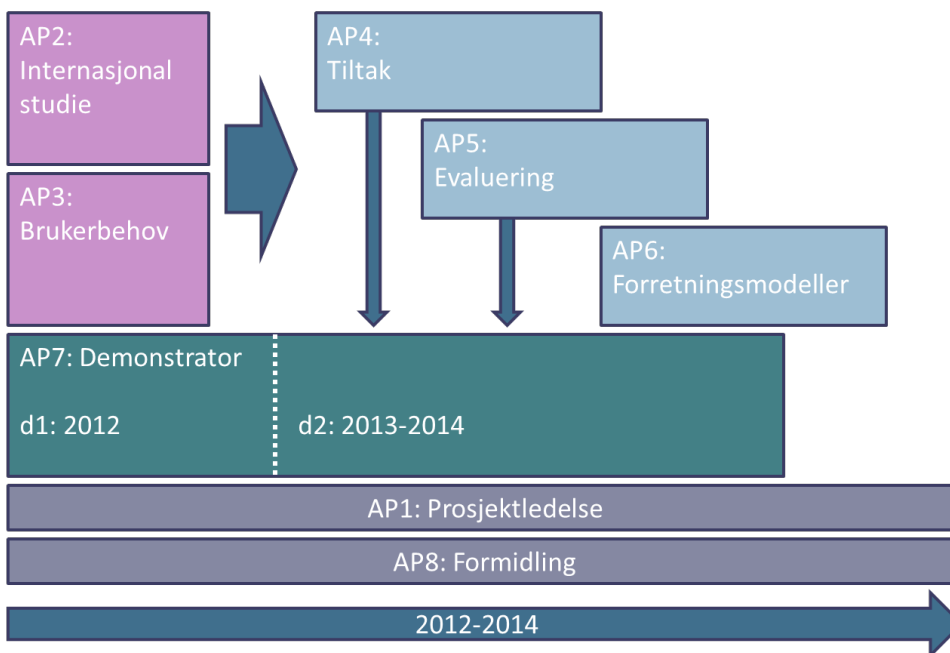 AP2:
Internasjonal
studie
AP3:
Brukerbehov
AP4:
Tiltak
AP5:
Evaluering
AP6:
Forretningsmodeller
AP7: Demonstrator
d1: 2012
d2: 2013-2014
AP1: Prosjektledelse
AP8: Formidling
2012-2014